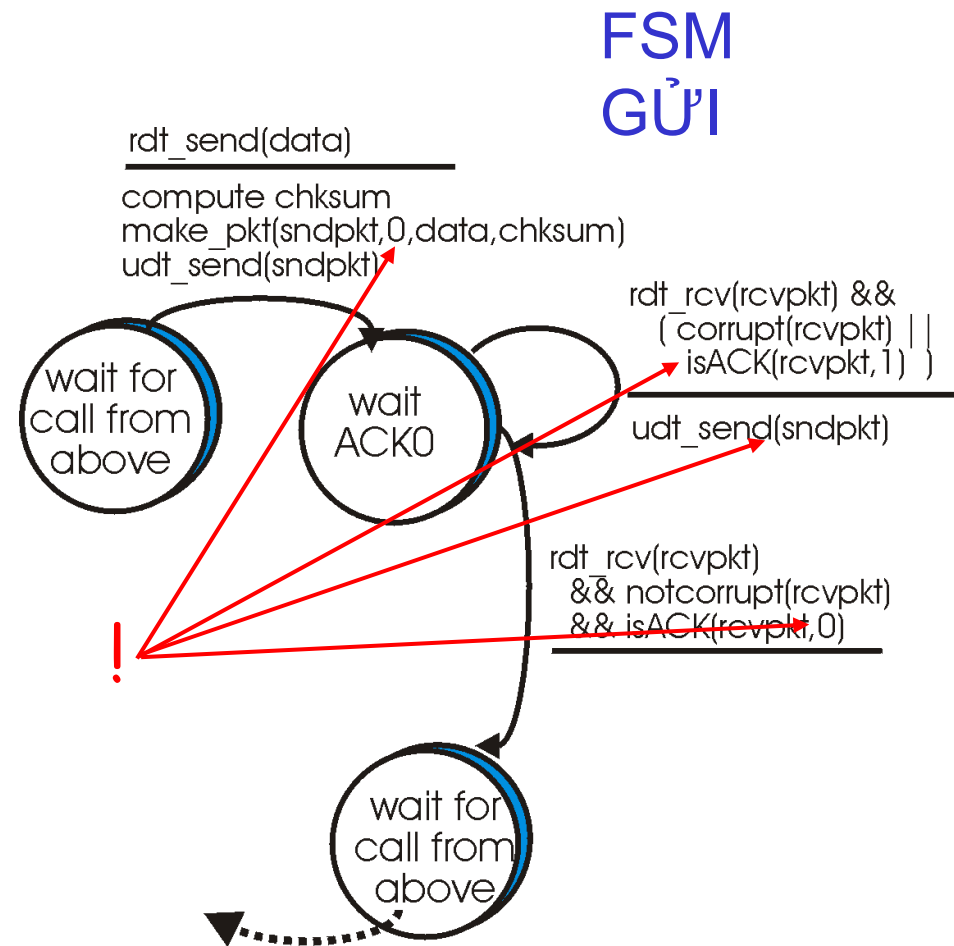 FSM
GỬI
rdt_send(data)
compute chksum
make_pkt(sndpkt,0,data,chksum)
udt_send(sndpkt)
rdt_rcv(rcvpkt) &&
( corrupt(rcvpkt) ||
isACK(rcvpkt,1) )
udt_send(sndpkt)
wait for
call from
above
wait
ACK0
rdt_rcv(rcvpkt)
&& notcorrupt(rcvpkt)
&& isACK(rcvpkt,0)
!
wait for
call from
above